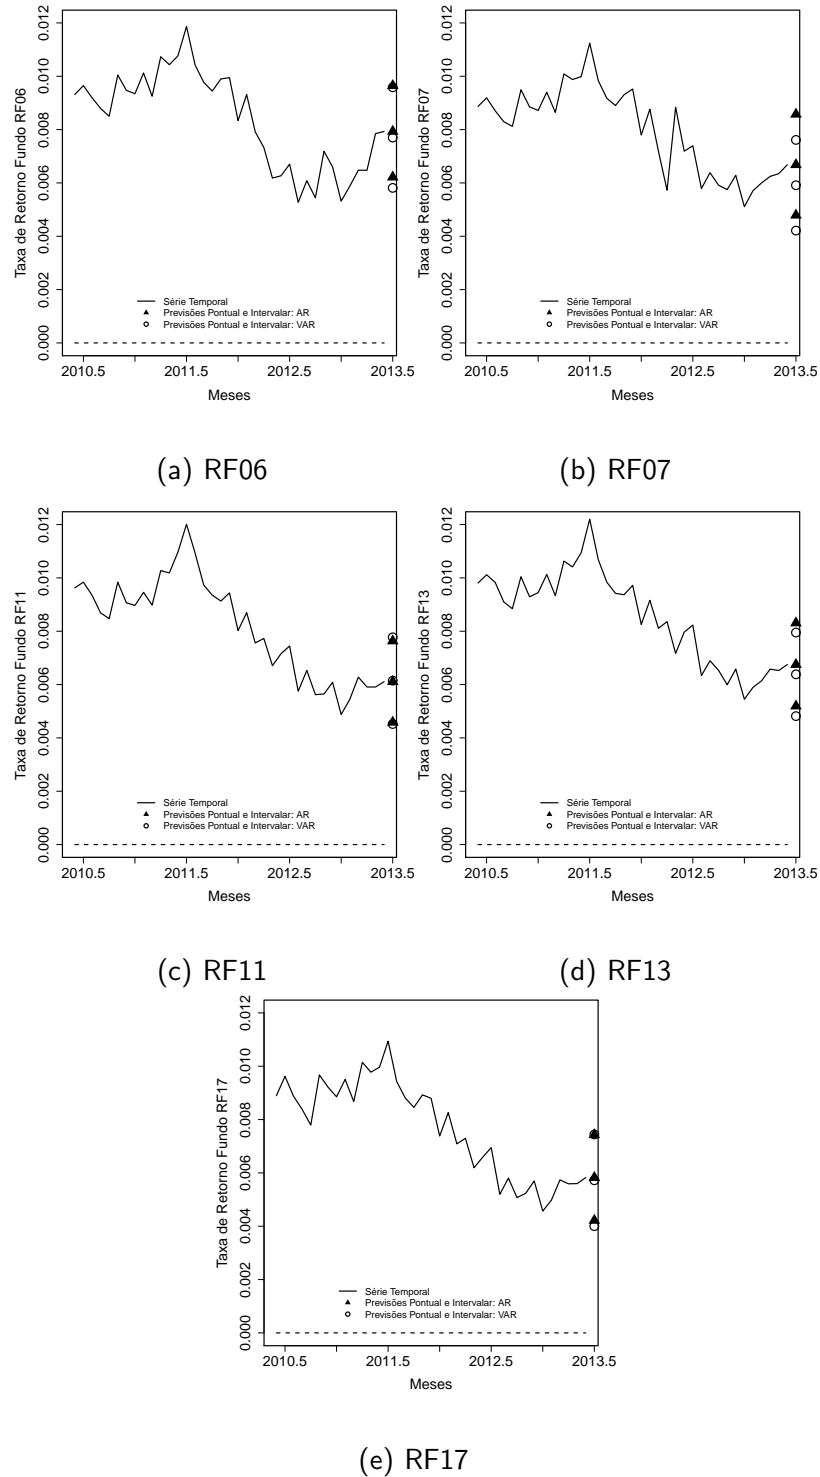 0.012
0.010
0.008
0.006
0.004
0.002
0.000
Taxa de Retorno Fundo RF06
Série Temporal
Previsões Pontual e Intervalar: AR
Previsões Pontual e Intervalar: VAR
2010.5 2011.5 2012.5 2013.5
Meses
(a) RF06
0.012
0.010
0.008
0.006
0.004
0.002
0.000
Taxa de Retorno Fundo RF07
Série Temporal
Previsões Pontual e Intervalar: AR
Previsões Pontual e Intervalar: VAR
2010.5 2011.5 2012.5 2013.5
Meses
(b) RF07
0.012
0.010
0.008
0.006
0.004
0.002
0.000
Taxa de Retorno Fundo RF11
Série Temporal
Previsões Pontual e Intervalar: AR
Previsões Pontual e Intervalar: VAR
2010.5 2011.5 2012.5 2013.5
Meses
(c) RF11
0.012
0.010
0.008
0.006
0.004
0.002
0.000
Taxa de Retorno Fundo RF13
Série Temporal
Previsões Pontual e Intervalar: AR
Previsões Pontual e Intervalar: VAR
2010.5 2011.5 2012.5 2013.5
Meses
(d) RF13
0.012
0.010
0.008
0.006
0.004
0.002
0.000
Taxa de Retorno Fundo RF17
Série Temporal
Previsões Pontual e Intervalar: AR
Previsões Pontual e Intervalar: VAR
2010.5 2011.5 2012.5 2013.5
Meses
(e) RF17